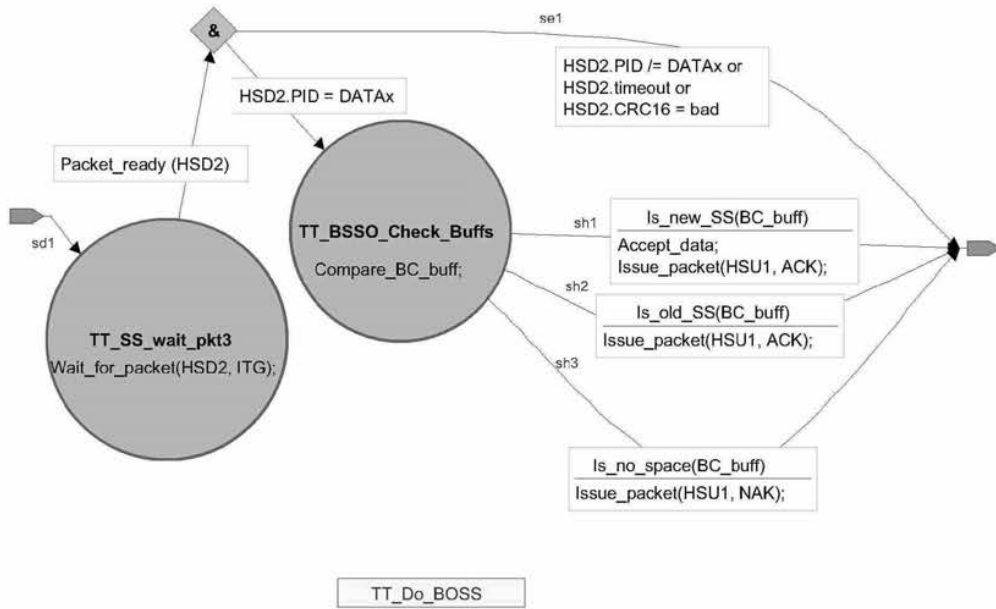 &
se1
HSD2.PID = DATAx
HSD2.PID /= DATAx or
HSD2.timeout or
HSD2.CRC16 = bad
Packet_ready (HSD2)
sd1
TT_BSSO_Check_Buffs
Compare_BC_buff;
sh1
Is_new_SS(BC_buff)
Accept_data;
Issue_packet(HSU1, ACK);
sh2
Is_old_SS(BC_buff)
Issue_packet(HSU1, ACK);
TT_SS_wait_pkt3
Wait_for_packet(HSD2, ITG);
sh3
Is_no_space(BC_buff)
Issue_packet(HSU1, NAK);
TT_Do_BOSS